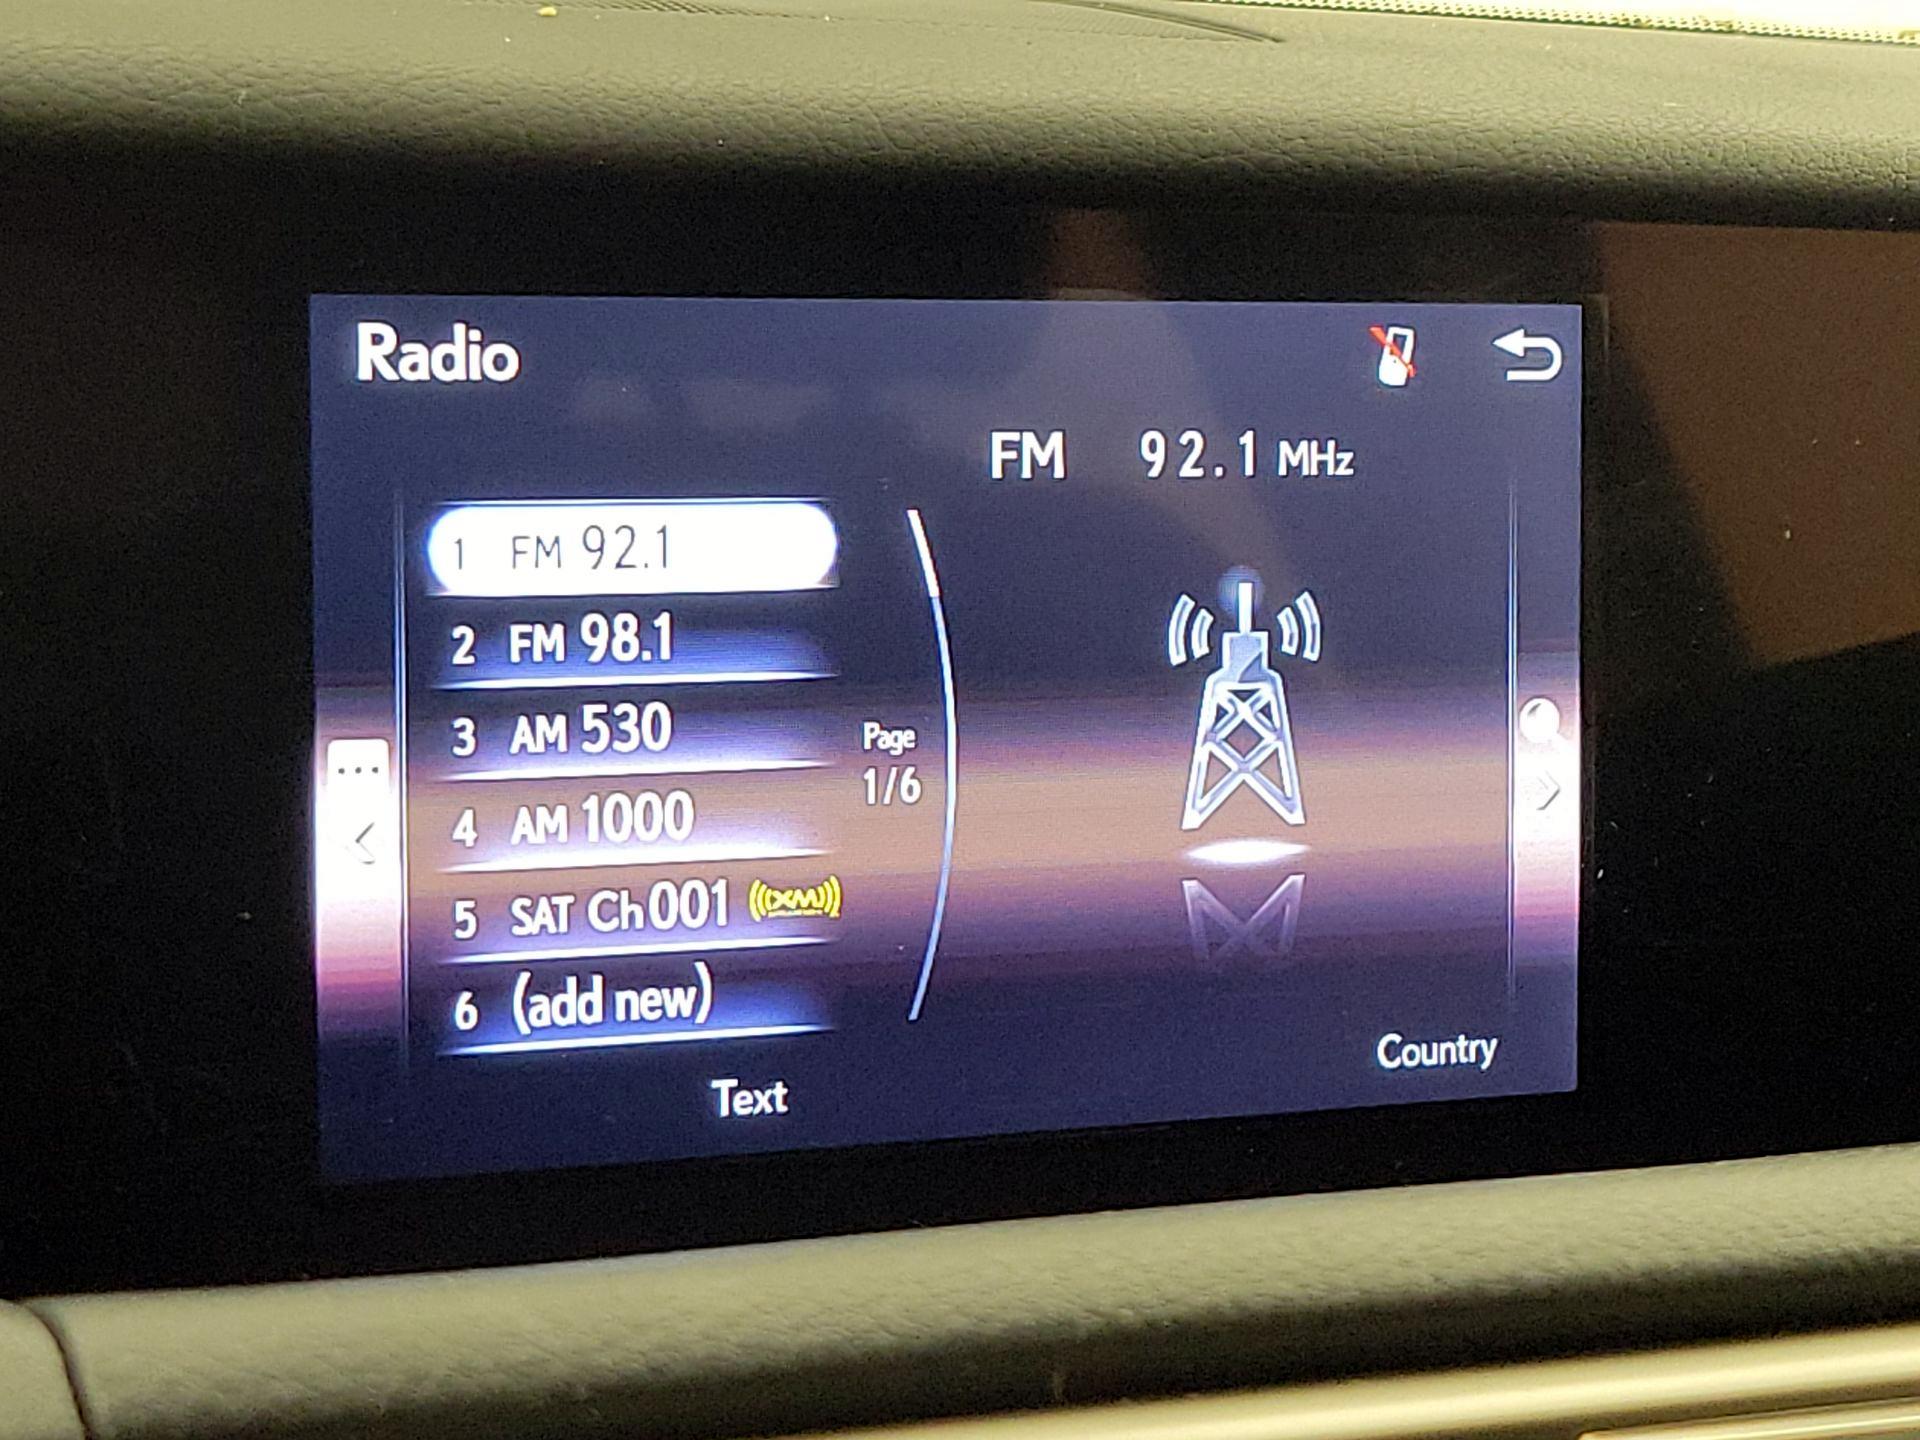 Radio
FM 92.1 MHz
1 FM 92.1
2 FM 98.1
3 AM 530
4 AM 1000
5 SAT Ch001 ((XM))
6 (add new)
Page
1/6
Country
Text